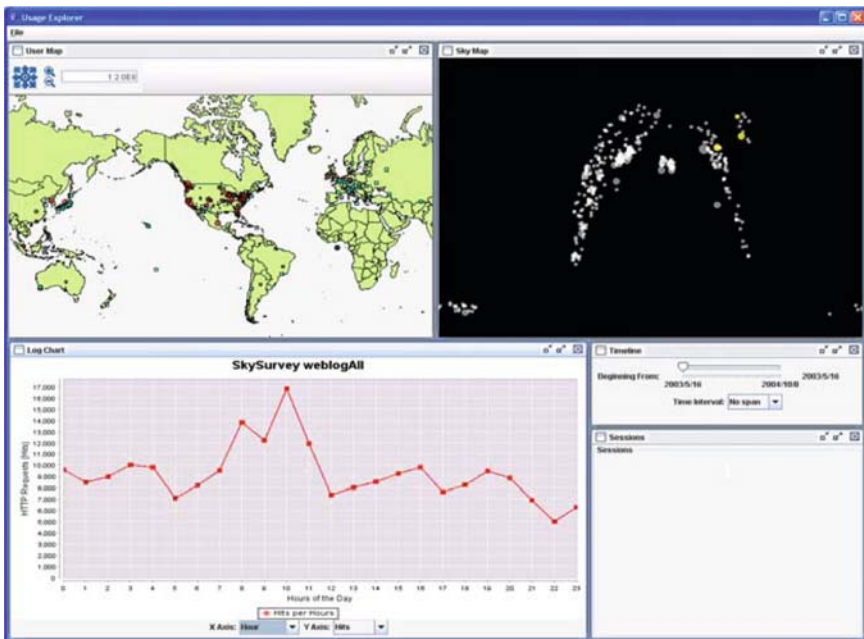 Usage Explorer
File
User Map
Sky Map
1:2.0E8
Log Chart
SkySurvey weblogAll
17,000
16,000
15,000
14,000
13,000
12,000
11,000
10,000
9,000
8,000
7,000
6,000
5,000
4,000
3,000
2,000
1,000
0
HTTP Requests [Hits]
0 1 2 3 4 5 6 7 8 9 10 11 12 13 14 15 16 17 18 19 20 21 22 23
Hours of the Day
Hits per Hours
X Axis: Hour Y Axis: Hits
Timeline
Beginning From: 2003/5/16
2003/5/16 2004/10/8
Time Interval: No span
Sessions
Sessions